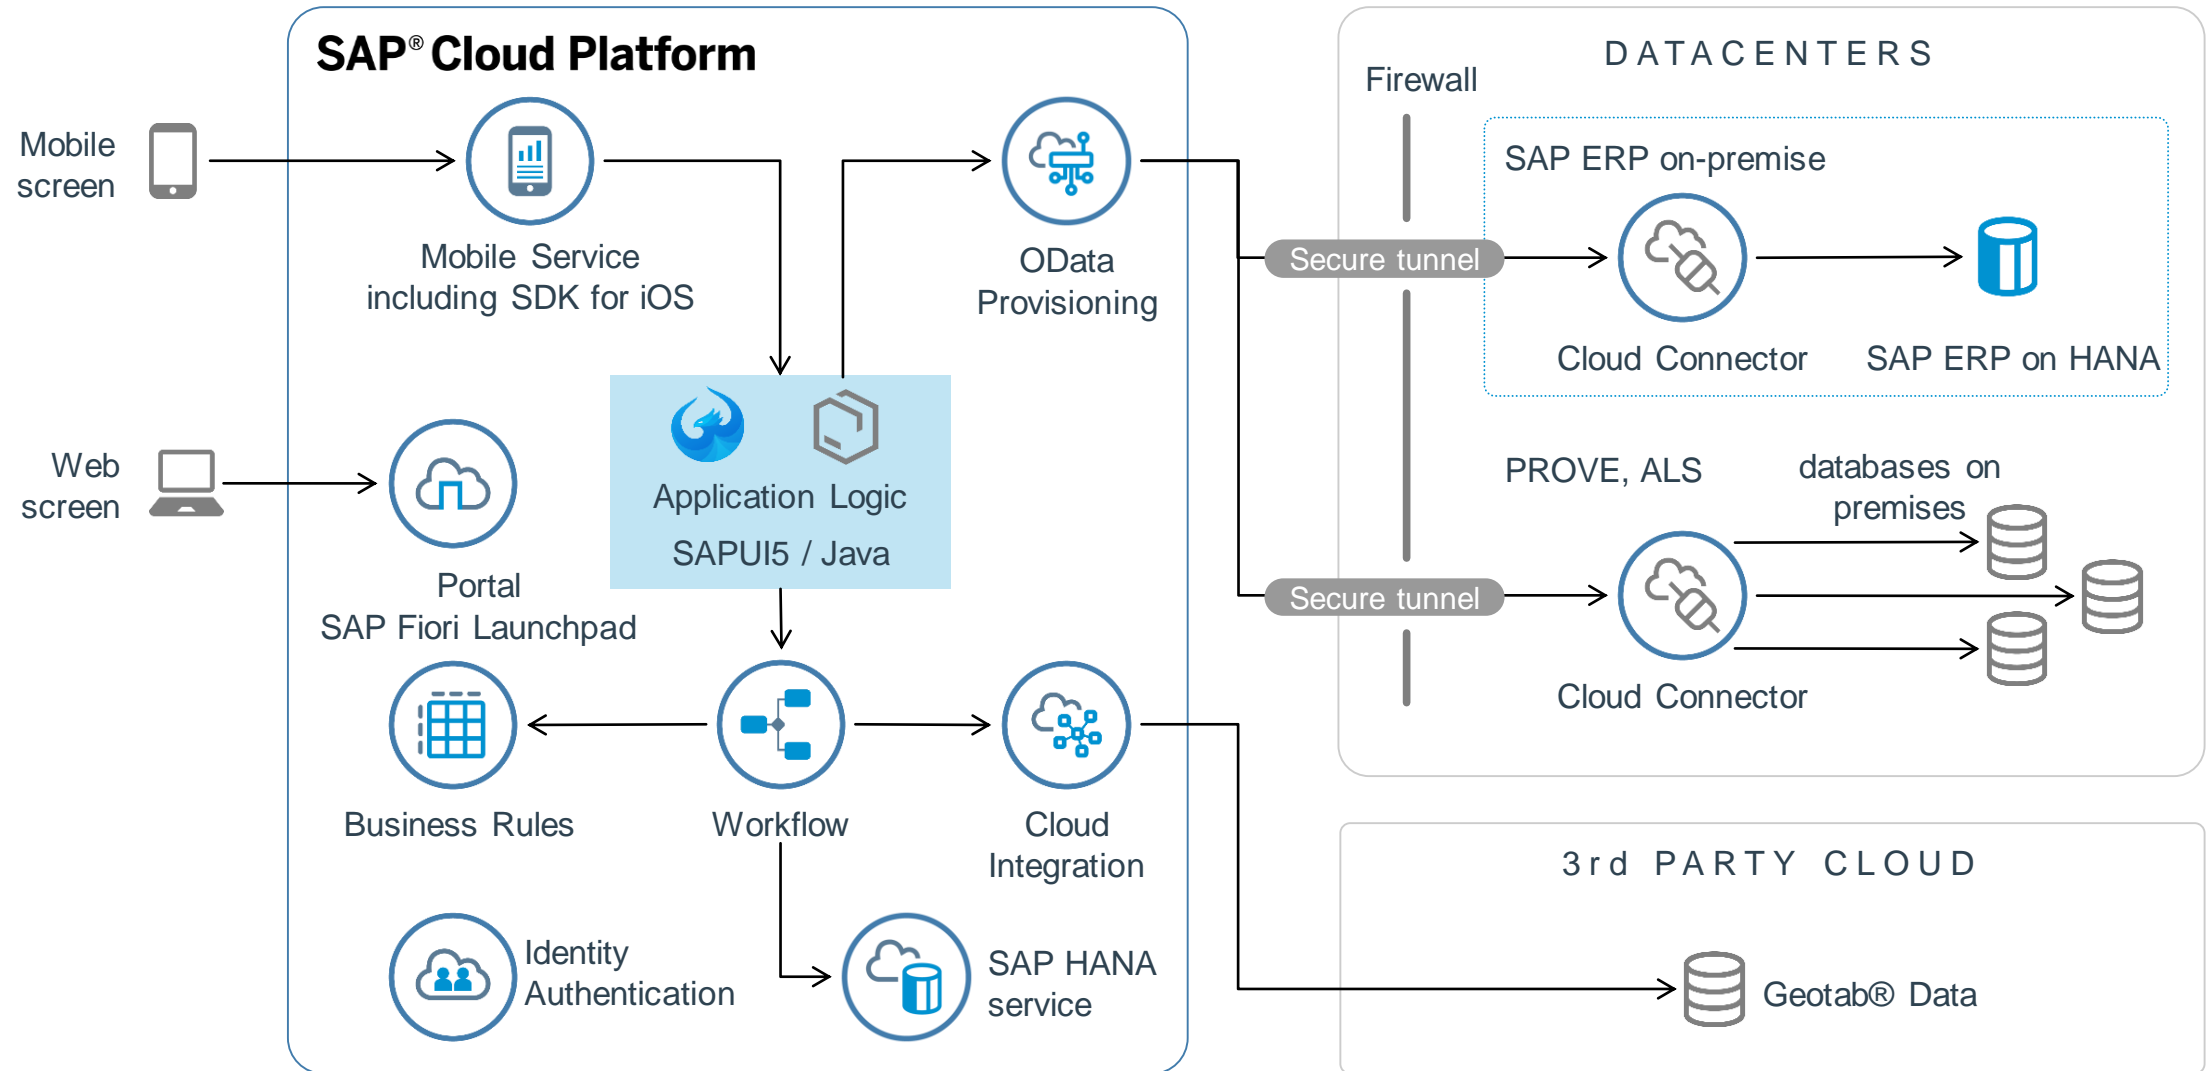 SAP® Cloud Platform
Mobile
screen
Mobile Service
including SDK for iOS
OData
Provisioning
Application Logic
SAPUI5 / Java
Web
screen
Portal
SAP Fiori Launchpad
Business Rules
Workflow
Cloud
Integration
Identity
Authentication
SAP HANA
service
DATACENTERS
Firewall
SAP ERP on-premise
Secure tunnel
Cloud Connector
SAP ERP on HANA
PROVE, ALS
databases on
premises
Secure tunnel
Cloud Connector
3rd PARTY CLOUD
Geotab® Data